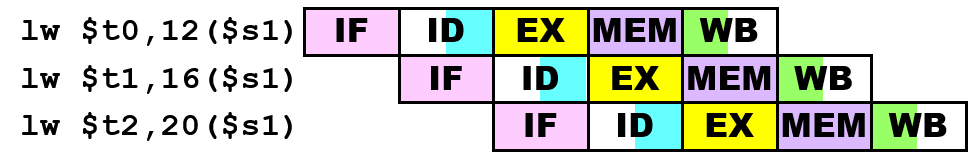 lw $t0,12($s1) IF ID EX MEM WB
lw $t1,16($s1) IF ID EX MEM WB
lw $t2,20($s1) IF ID EX MEM WB